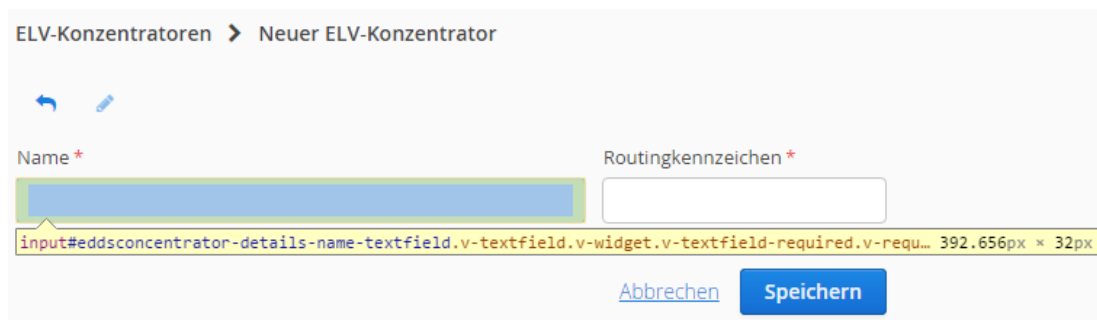 ELV-Konzentratoren > Neuer ELV-Konzentrator
Name * Routingkennzeichen *
input#eddsconcentrator-details-name-textfield.v-textfield.v-widget.v-textfield-required.v-requ… 392.656px × 32px
Abbrechen Speichern